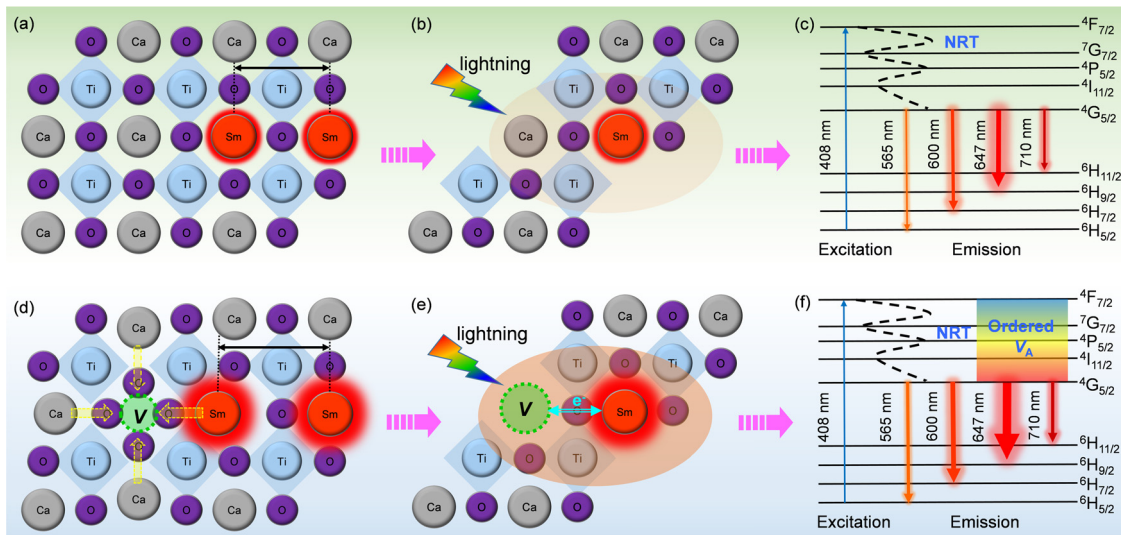 (a)
O Ca O Ca O Ca
O Ti O Ti O Ti O
Ca O Ca O Sm O Sm
O Ti O Ti O Ti O
Ca O Ca O Ca O Ca
(b)
lightning
O Ca O Ca
Ti O Ti O
Ca O Sm O
Ti O Ti
Ca O Ca O
(c)
NRT
⁴F₇/₂
⁷G₇/₂
⁴P₅/₂
⁴I₁₁/₂
⁴G₅/₂
408 nm
565 nm
600 nm
647 nm
710 nm
⁶H₁₁/₂
⁶H₉/₂
⁶H₇/₂
⁶H₅/₂
Excitation Emission
(d)
O Ca O Ca O Ca
O Ti O Ti O Ti O
Ca O V O Sm O Sm
O Ti O Ti O Ti O
Ca O Ca O Ca O Ca
(e)
lightning
O Ca O Ca
Ti O Ti O
V e⁻ O Sm O
Ti O Ti
Ca O Ca O
(f)
NRT
Ordered
V_A
⁴F₇/₂
⁷G₇/₂
⁴P₅/₂
⁴I₁₁/₂
⁴G₅/₂
408 nm
565 nm
600 nm
647 nm
710 nm
⁶H₁₁/₂
⁶H₉/₂
⁶H₇/₂
⁶H₅/₂
Excitation Emission